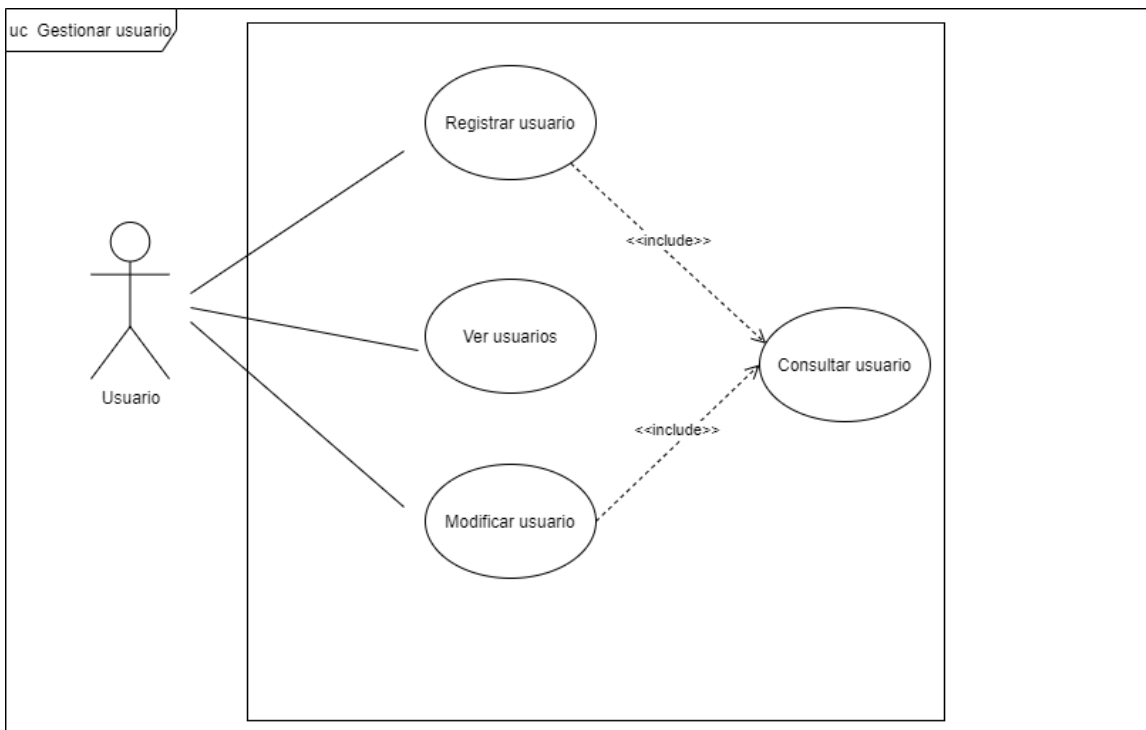 uc Gestionar usuario
Registrar usuario
<<include>>
Ver usuarios
Consultar usuario
Usuario
<<include>>
Modificar usuario